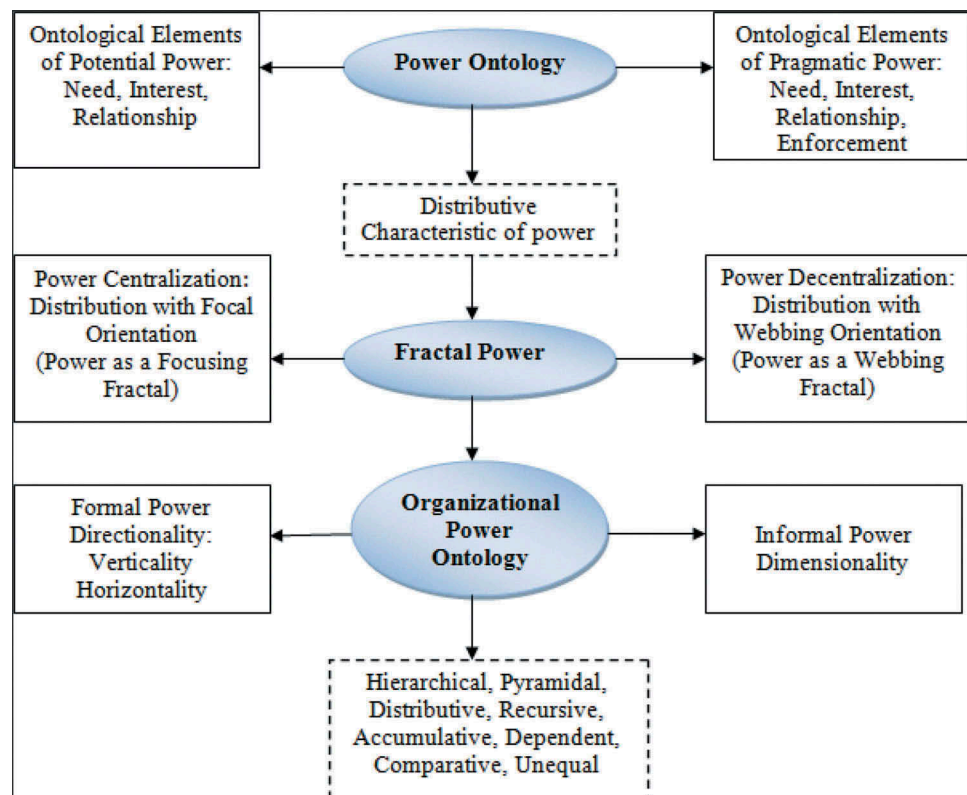 Ontological Elements
of Potential Power:
Need, Interest,
Relationship
Power Ontology
Ontological Elements
of Pragmatic Power:
Need, Interest,
Relationship,
Enforcement
Distributive
Characteristic of power
Power Centralization:
Distribution with Focal
Orientation
(Power as a Focusing
Fractal)
Fractal Power
Power Decentralization:
Distribution with
Webbing Orientation
(Power as a Webbing
Fractal)
Formal Power
Directionality:
Verticality
Horizontality
Organizational
Power
Ontology
Informal Power
Dimensionality
Hierarchical, Pyramidal,
Distributive, Recursive,
Accumulative, Dependent,
Comparative, Unequal